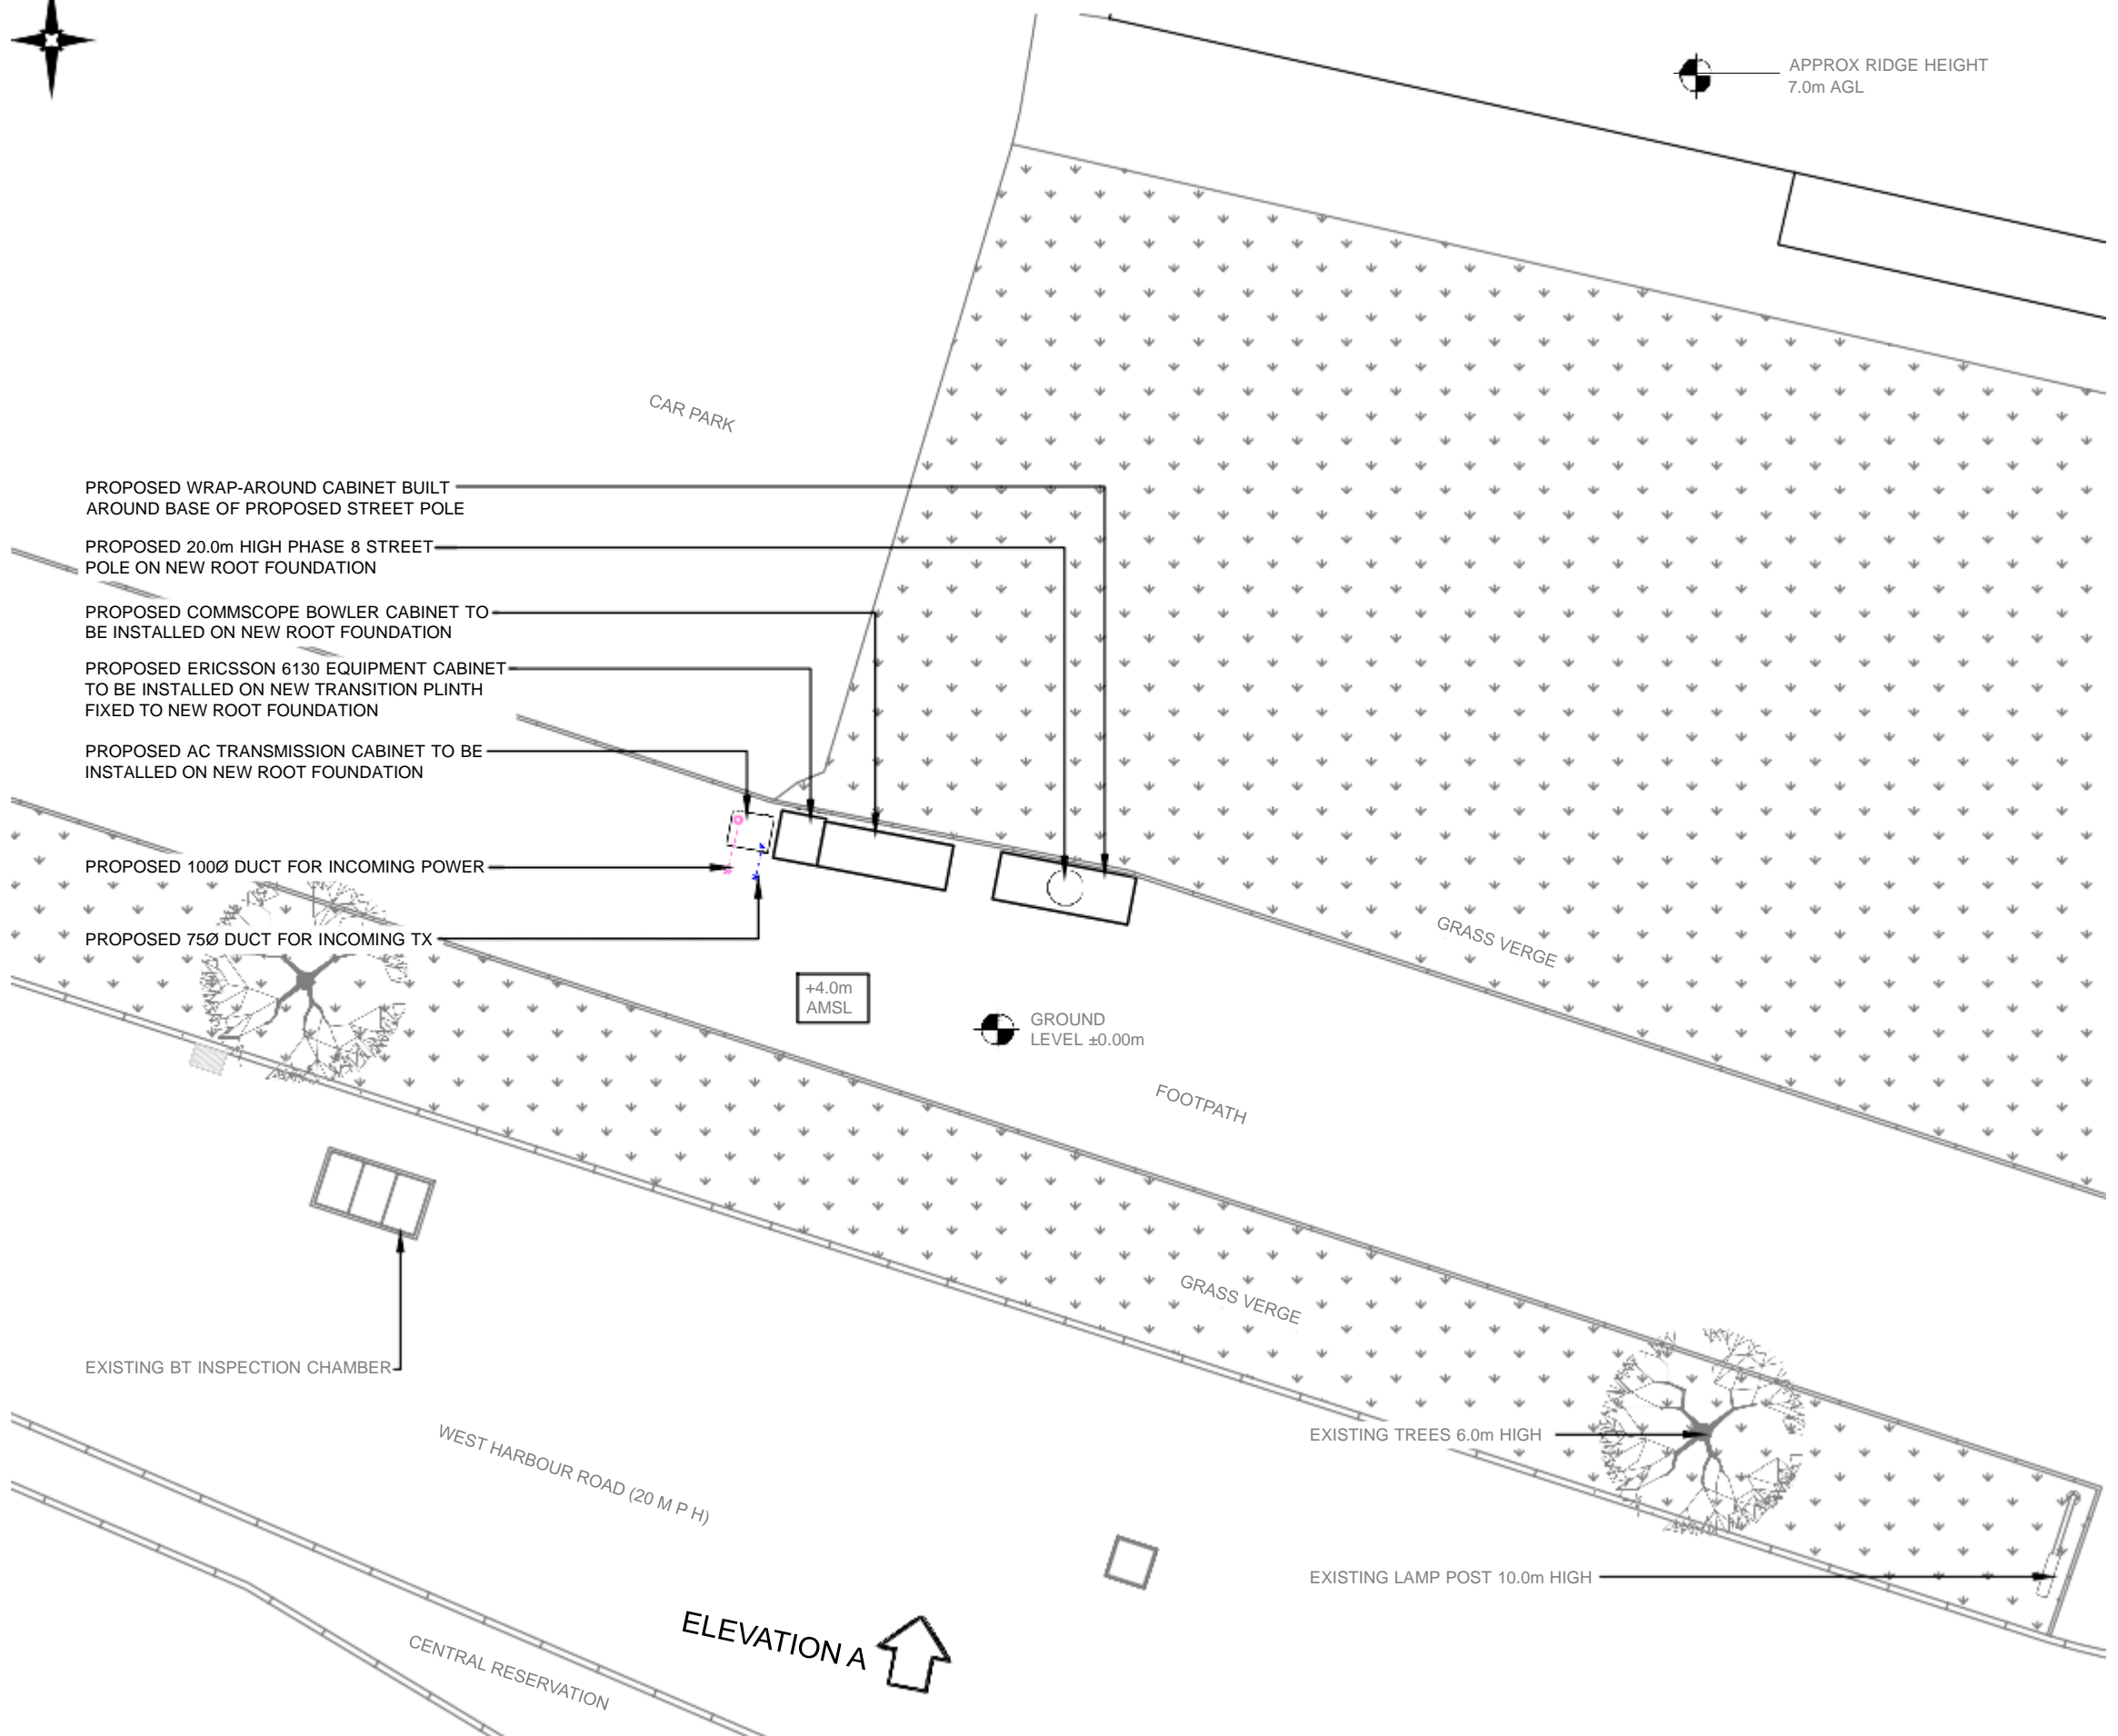 APPROX RIDGE HEIGHT
7.0m AGL
CAR PARK
PROPOSED WRAP-AROUND CABINET BUILT
AROUND BASE OF PROPOSED STREET POLE
PROPOSED 20.0m HIGH PHASE 8 STREET
POLE ON NEW ROOT FOUNDATION
PROPOSED COMMSCOPE BOWLER CABINET TO
BE INSTALLED ON NEW ROOT FOUNDATION
PROPOSED ERICSSON 6130 EQUIPMENT CABINET
TO BE INSTALLED ON NEW TRANSITION PLINTH
FIXED TO NEW ROOT FOUNDATION
PROPOSED AC TRANSMISSION CABINET TO BE
INSTALLED ON NEW ROOT FOUNDATION
PROPOSED 100Ø DUCT FOR INCOMING POWER
PROPOSED 75Ø DUCT FOR INCOMING TX
GRASS VERGE
+4.0m
AMSL
GROUND
LEVEL ±0.00m
FOOTPATH
GRASS VERGE
EXISTING BT INSPECTION CHAMBER
EXISTING TREES 6.0m HIGH
WEST HARBOUR ROAD (20 M P H)
EXISTING LAMP POST 10.0m HIGH
ELEVATION A
CENTRAL RESERVATION